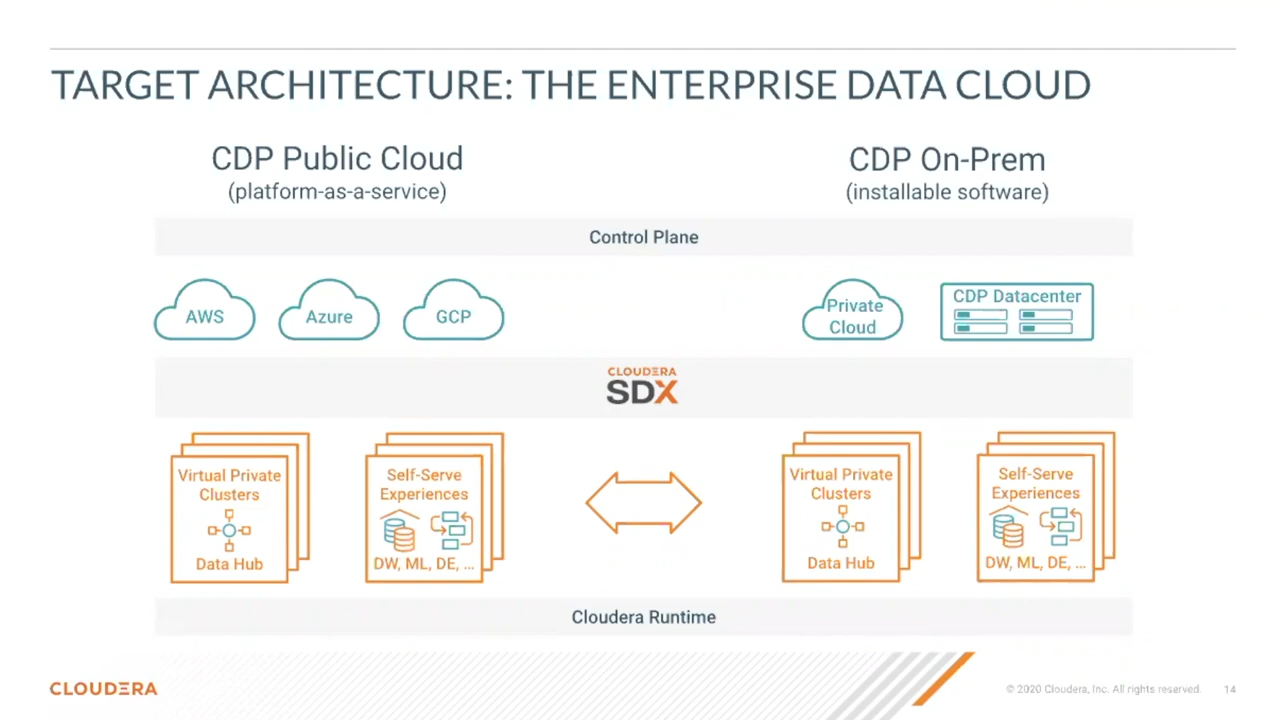 TARGET ARCHITECTURE: THE ENTERPRISE DATA CLOUD
CDP Public Cloud
(platform-as-a-service)
CDP On-Prem
(installable software)
Control Plane
AWS
Azure
GCP
Private
Cloud
CDP Datacenter
CLOUDERA
SDX
Virtual Private
Clusters
Data Hub
Self-Serve
Experiences
DW, ML, DE, ...
Virtual Private
Clusters
Data Hub
Self-Serve
Experiences
DW, ML, DE, ...
Cloudera Runtime
CLOUDERA
© 2020 Cloudera, Inc. All rights reserved.
14